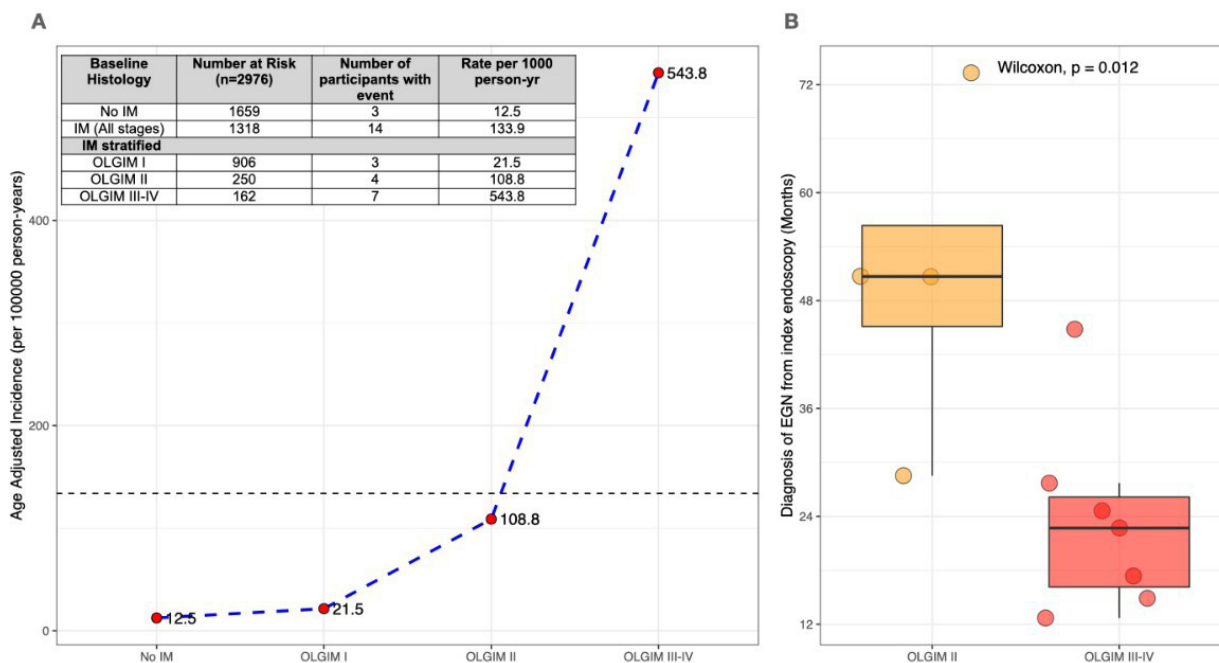 A
Age Adjusted Incidence (per 100000 person-years)
Baseline Histology | Number at Risk (n=2976) | Number of participants with event | Rate per 1000 person-yr
No IM | 1659 | 3 | 12.5
IM (All stages) | 1318 | 14 | 133.9
IM stratified
OLGIM I | 906 | 3 | 21.5
OLGIM II | 250 | 4 | 108.8
OLGIM III-IV | 162 | 7 | 543.8
543.8
400
200
108.8
21.5
12.5
0
No IM OLGIM I OLGIM II OLGIM III-IV
B
Diagnosis of EGN from index endoscopy (Months)
Wilcoxon, p = 0.012
72
60
48
36
24
12
OLGIM II OLGIM III-IV